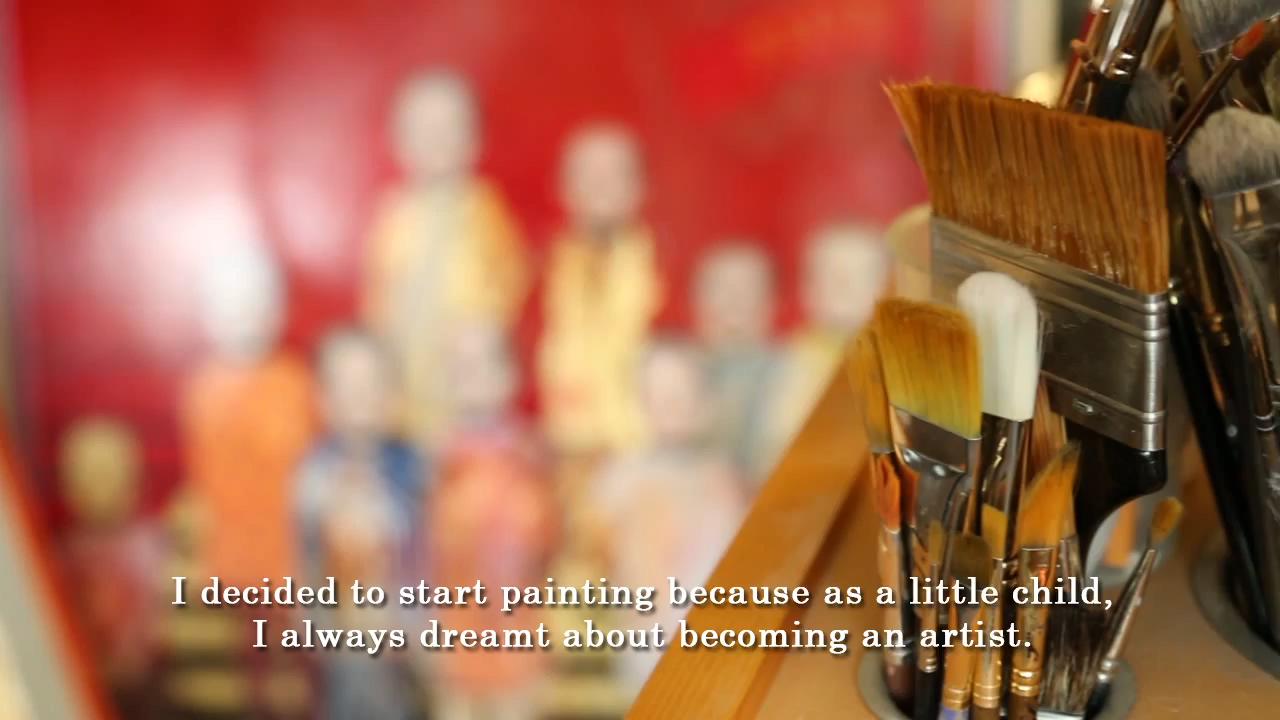 I decided to start painting because as a little child,
I always dreamt about becoming an artist.